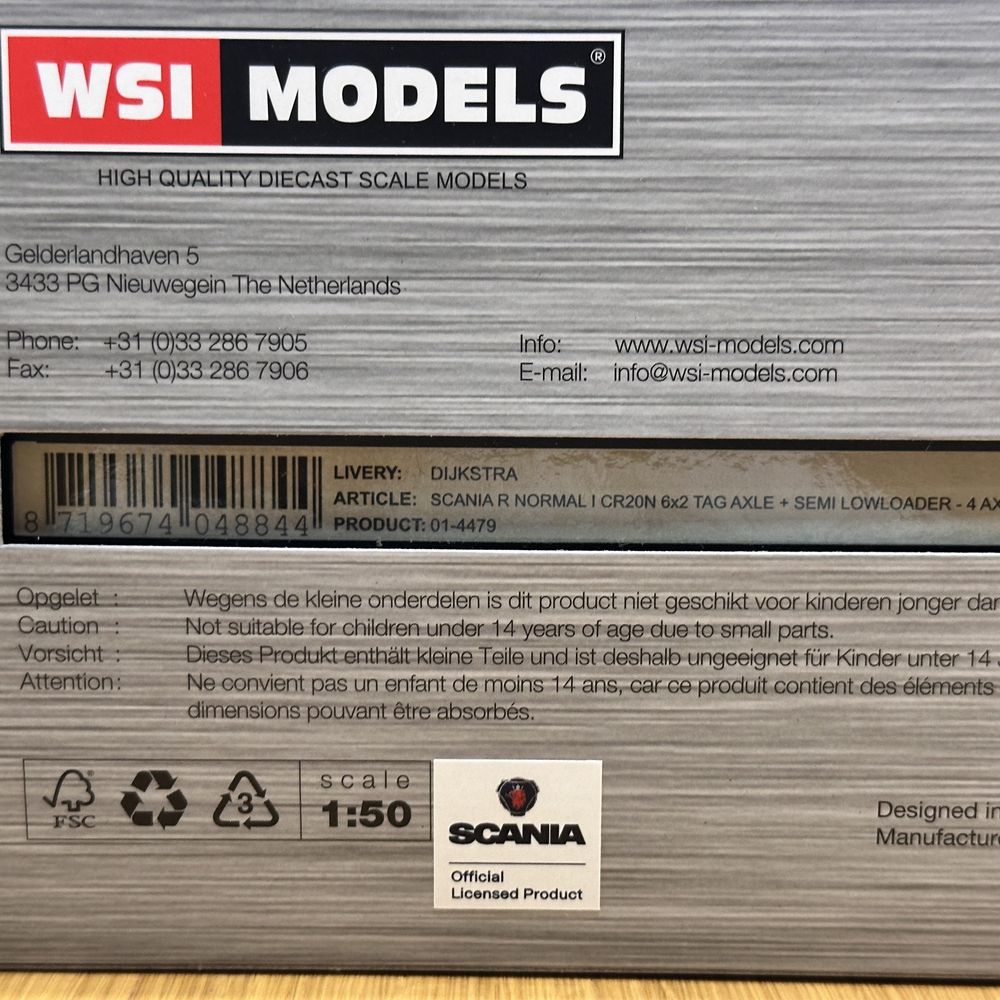 WSI MODELS®
HIGH QUALITY DIECAST SCALE MODELS
Gelderlandhaven 5
3433 PG Nieuwegein The Netherlands
Phone: +31 (0)33 286 7905
Fax: +31 (0)33 286 7906
Info: www.wsi-models.com
E-mail: info@wsi-models.com
8 719674 048844
LIVERY: DIJKSTRA
ARTICLE: SCANIA R NORMAL I CR20N 6x2 TAG AXLE + SEMI LOWLOADER - 4 AX
PRODUCT: 01-4479
Opgelet : Wegens de kleine onderdelen is dit product niet geschikt voor kinderen jonger dan
Caution : Not suitable for children under 14 years of age due to small parts.
Vorsicht : Dieses Produkt enthält kleine Teile und ist deshalb ungeeignet für Kinder unter 14
Attention: Ne convient pas un enfant de moins 14 ans, car ce produit contient des éléments
dimensions pouvant être absorbés.
FSC®
3
scale
1:50
SCANIA
Official
Licensed Product
Designed in
Manufactur